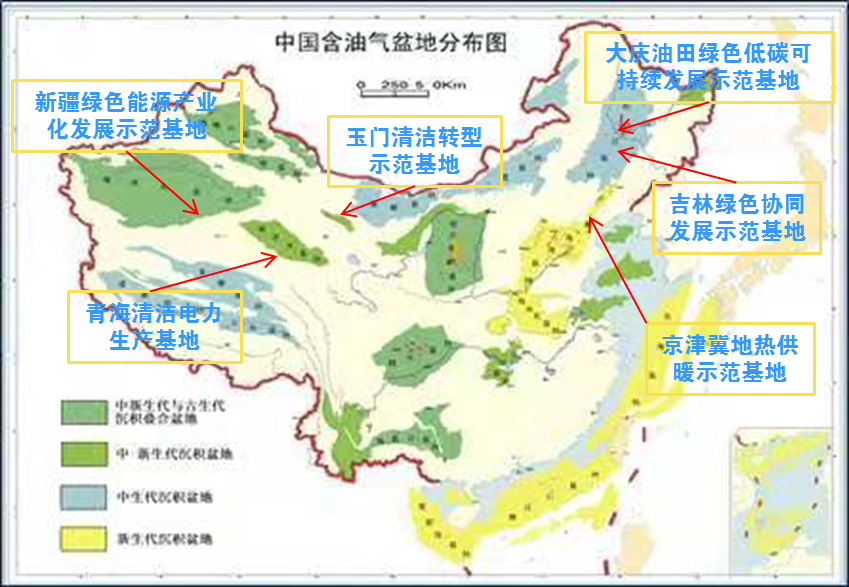 中国含油气盆地分布图
0 250 5 0Km
大庆油田绿色低碳可
持续发展示范基地
新疆绿色能源产业
化发展示范基地
玉门清洁转型
示范基地
吉林绿色协同
发展示范基地
青海清洁电力
生产基地
京津冀地热供
暖示范基地
中新生代与古生代
沉积叠合盆地
中 新生代沉积盆地
中生代沉积盆地
新生代沉积盆地